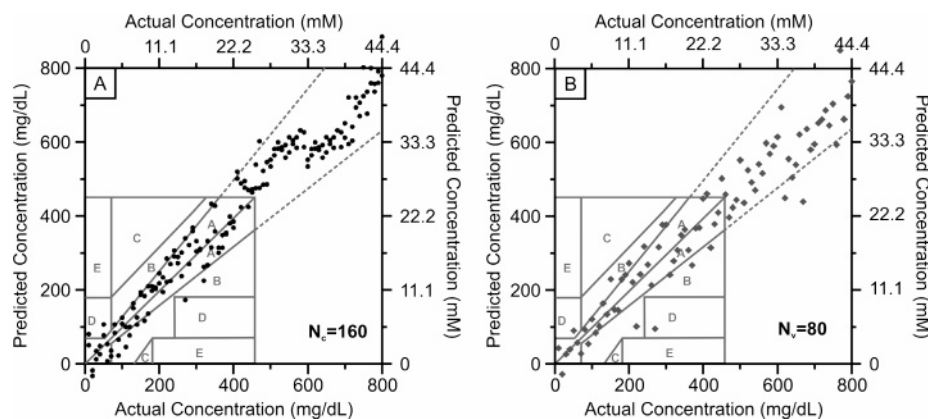 Actual Concentration (mM)
0 11.1 22.2 33.3 44.4
A
800 600 400 200 0
Predicted Concentration (mg/dL)
44.4 33.3 22.2 11.1 0
Predicted Concentration (mM)
C A
E B A
B
D D
C E
Nc=160
0 200 400 600 800
Actual Concentration (mg/dL)
Actual Concentration (mM)
0 11.1 22.2 33.3 44.4
B
800 600 400 200 0
Predicted Concentration (mg/dL)
44.4 33.3 22.2 11.1 0
Predicted Concentration (mM)
C A
E B A
B
D D
C E
Nv=80
0 200 400 600 800
Actual Concentration (mg/dL)